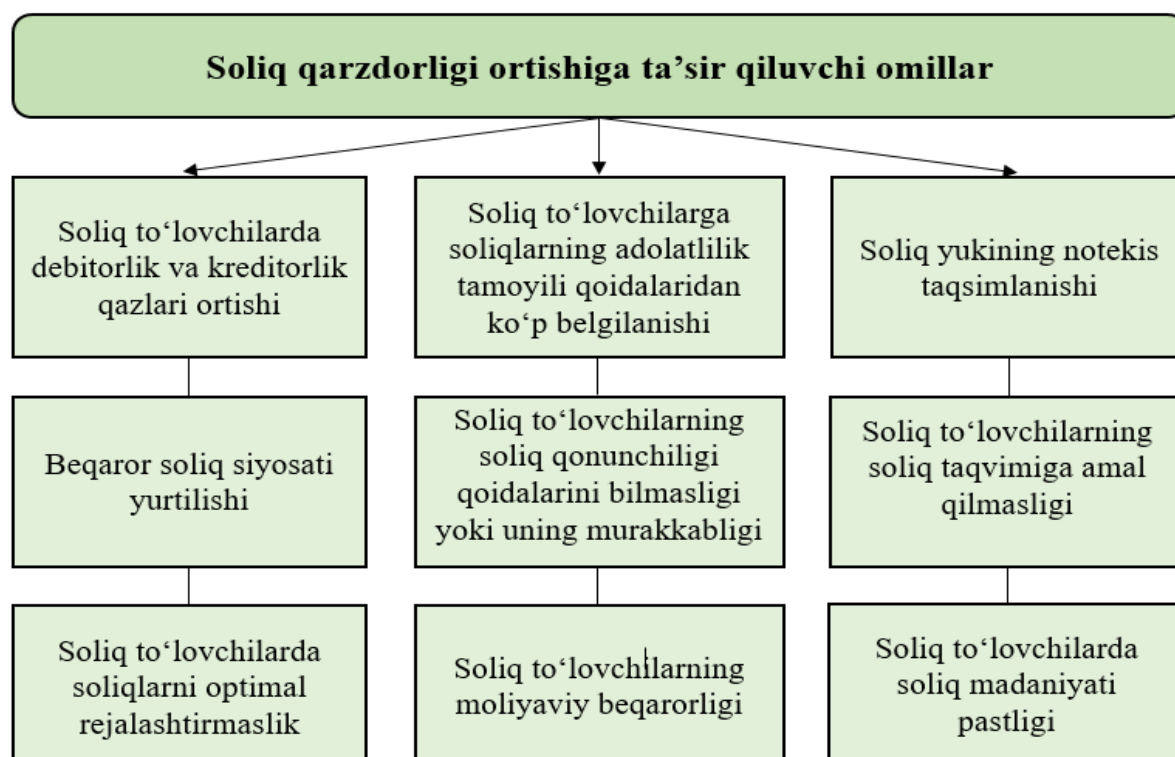 Soliq qarzdorligi ortishiga ta’sir qiluvchi omillar
Soliq to‘lovchilarda
debitorlik va kreditorlik
qazlari ortishi
Soliq to‘lovchilarga
soliqlarning adolatlilik
tamoyili qoidalaridan
ko‘p belgilanishi
Soliq yukining notekis
taqsimlanishi
Beqaror soliq siyosati
yurtilishi
Soliq to‘lovchilarning
soliq qonunchiligi
qoidalarini bilmasligi
yoki uning murakkabligi
Soliq to‘lovchilarning
soliq taqvimiga amal
qilmasligi
Soliq to‘lovchilarda
soliqlarni optimal
rejalashtirmaslik
Soliq to‘lovchilarning
moliyaviy beqarorligi
Soliq to‘lovchilarda
soliq madaniyati
pastligi